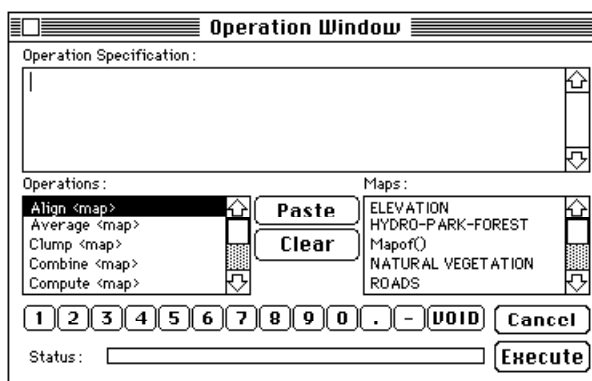 Operation Window
Operation Specification:
Operations:
Align <map>
Average <map>
Clump <map>
Combine <map>
Compute <map>
Paste
Clear
Maps:
ELEVATION
HYDRO-PARK-FOREST
Mapof()
NATURAL VEGETATION
ROADS
1 2 3 4 5 6 7 8 9 0 . - VOID
Cancel
Status:
Execute